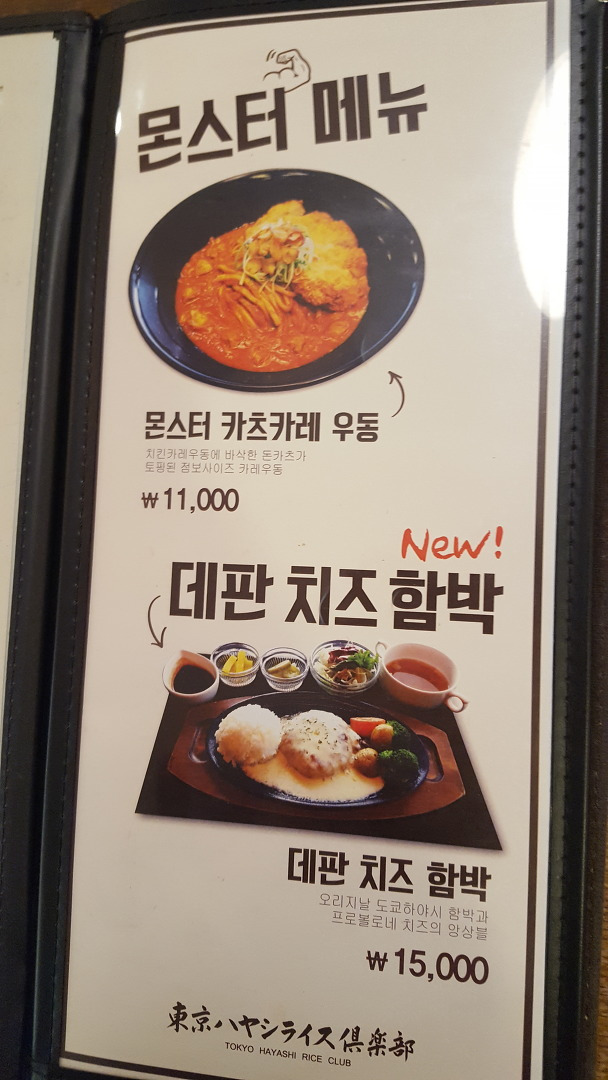 몬스터 메뉴
몬스터 카츠카레 우동
치킨카레우동에 바삭한 돈카츠가
토핑된 점보사이즈 카레우동
₩ 11,000
New!
데판 치즈 함박
데판 치즈 함박
오리지날 도쿄하야시 함박과
프로볼로네 치즈의 앙상블
₩ 15,000
東京ハヤシライス倶楽部
TOKYO HAYASHI RICE CLUB